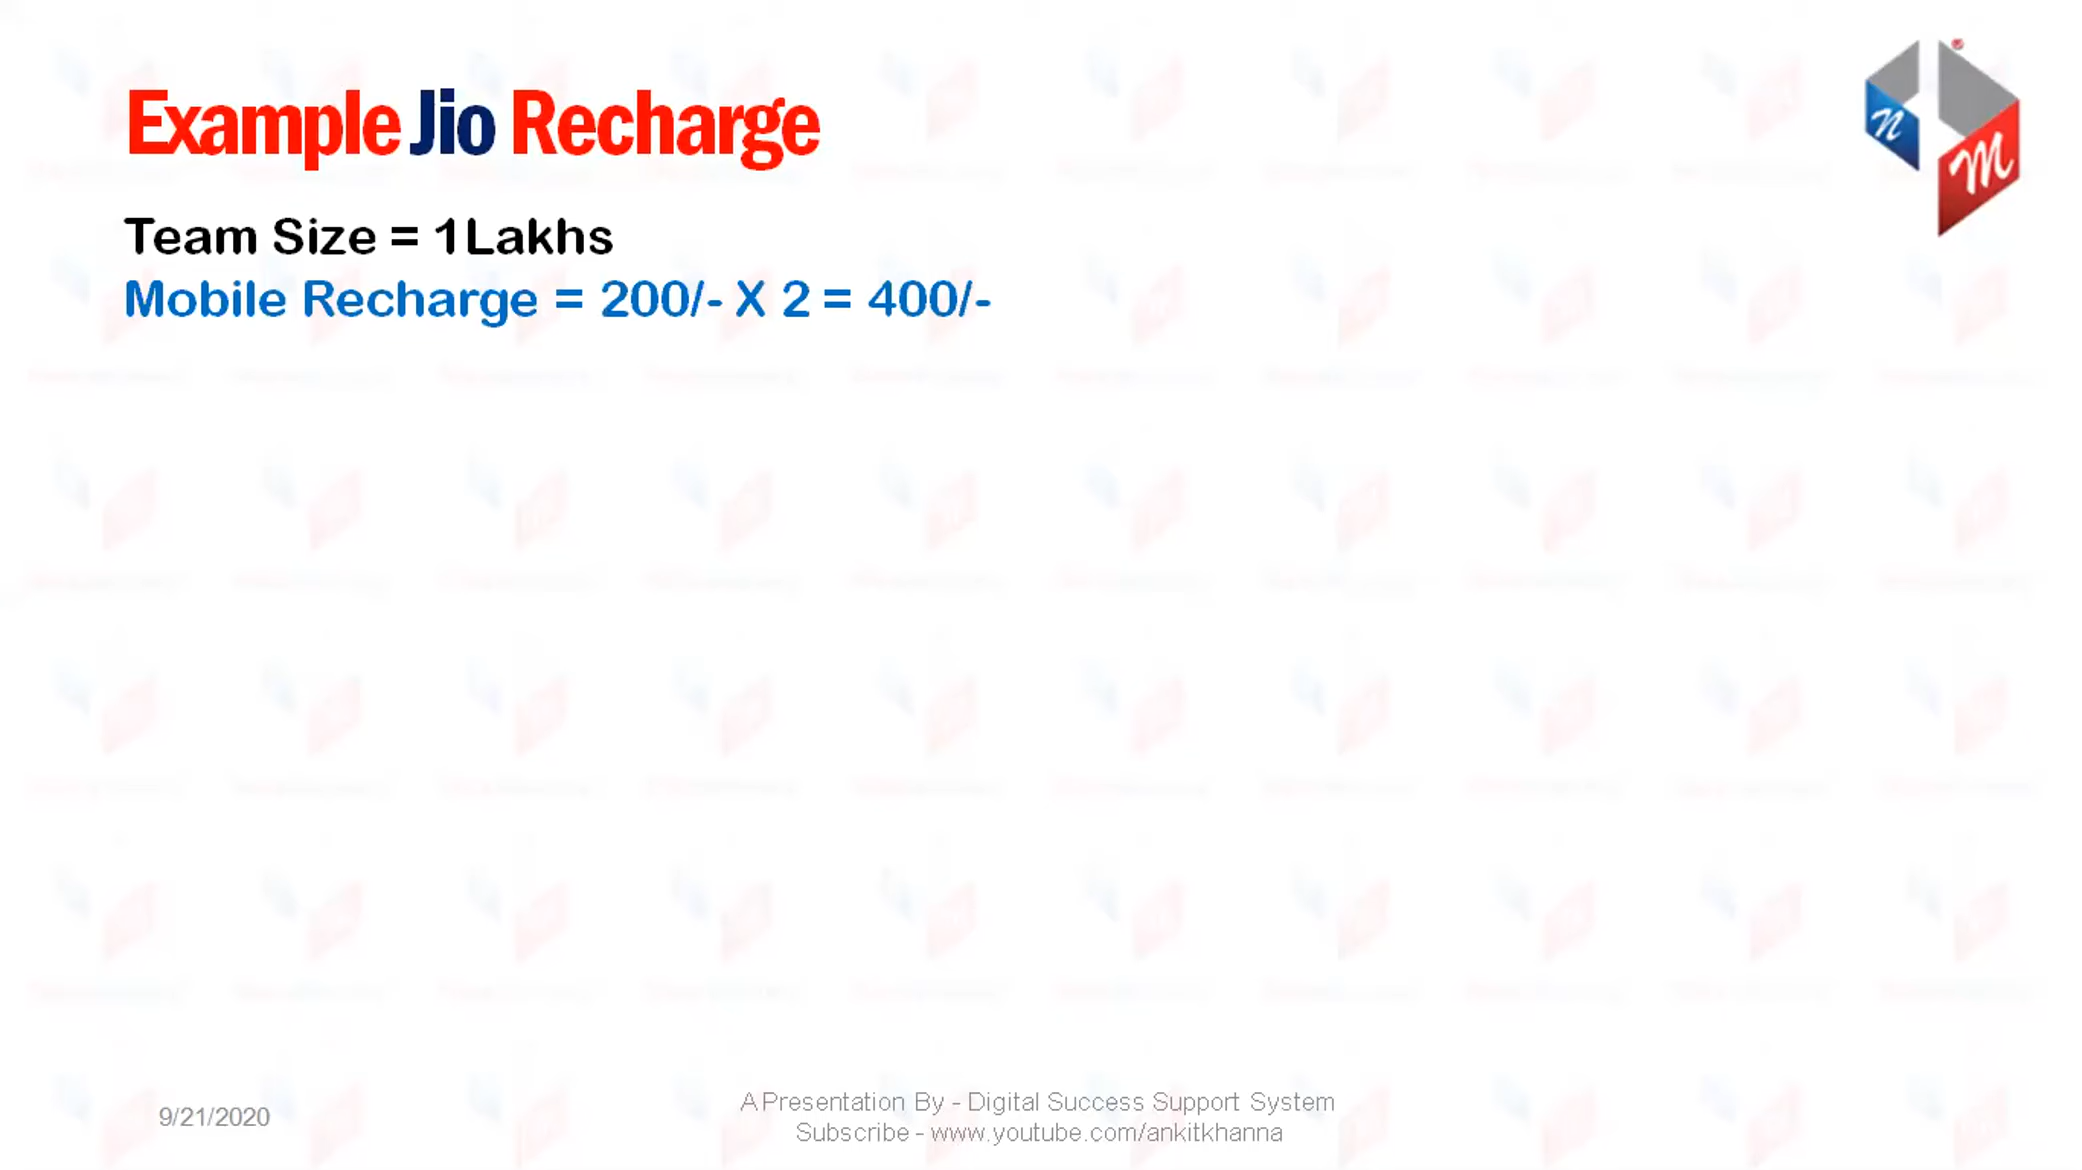 Example Jio Recharge
n
M
Team Size = 1Lakhs
Mobile Recharge = 200/- X 2 = 400/-
9/21/2020
A Presentation By - Digital Success Support System
Subscribe - www.youtube.com/ankitkhanna